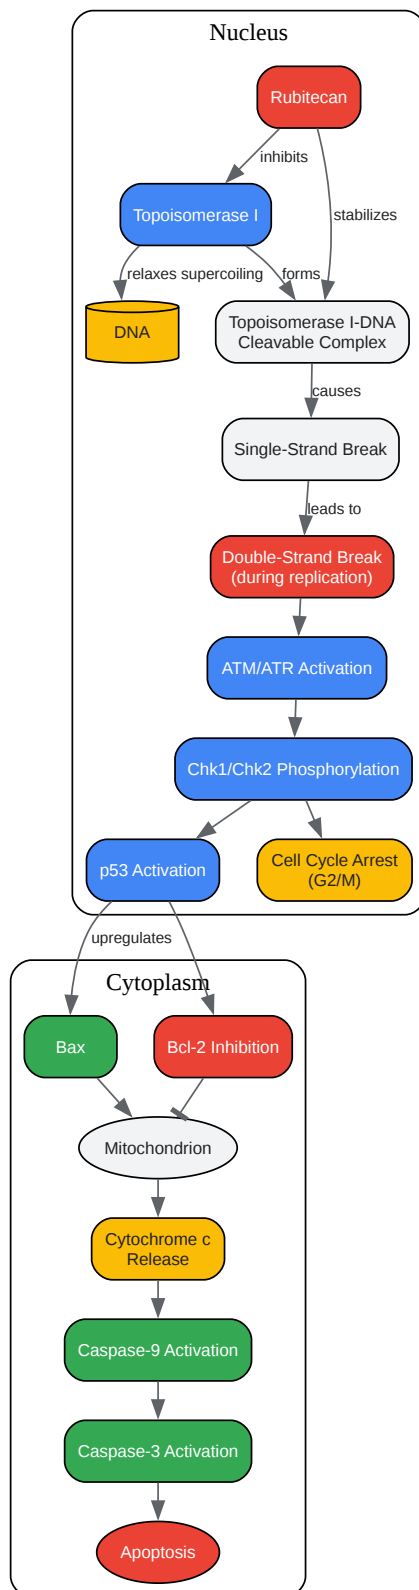 Nucleus
Rubitecan
inhibits
Topoisomerase I
stabilizes
relaxes supercoiling
forms
DNA
Topoisomerase I-DNA
Cleavable Complex
causes
Single-Strand Break
leads to
Double-Strand Break
(during replication)
ATM/ATR Activation
Chk1/Chk2 Phosphorylation
p53 Activation
Cell Cycle Arrest
(G2/M)
upregulates
Cytoplasm
Bax
Bcl-2 Inhibition
Mitochondrion
Cytochrome c
Release
Caspase-9 Activation
Caspase-3 Activation
Apoptosis